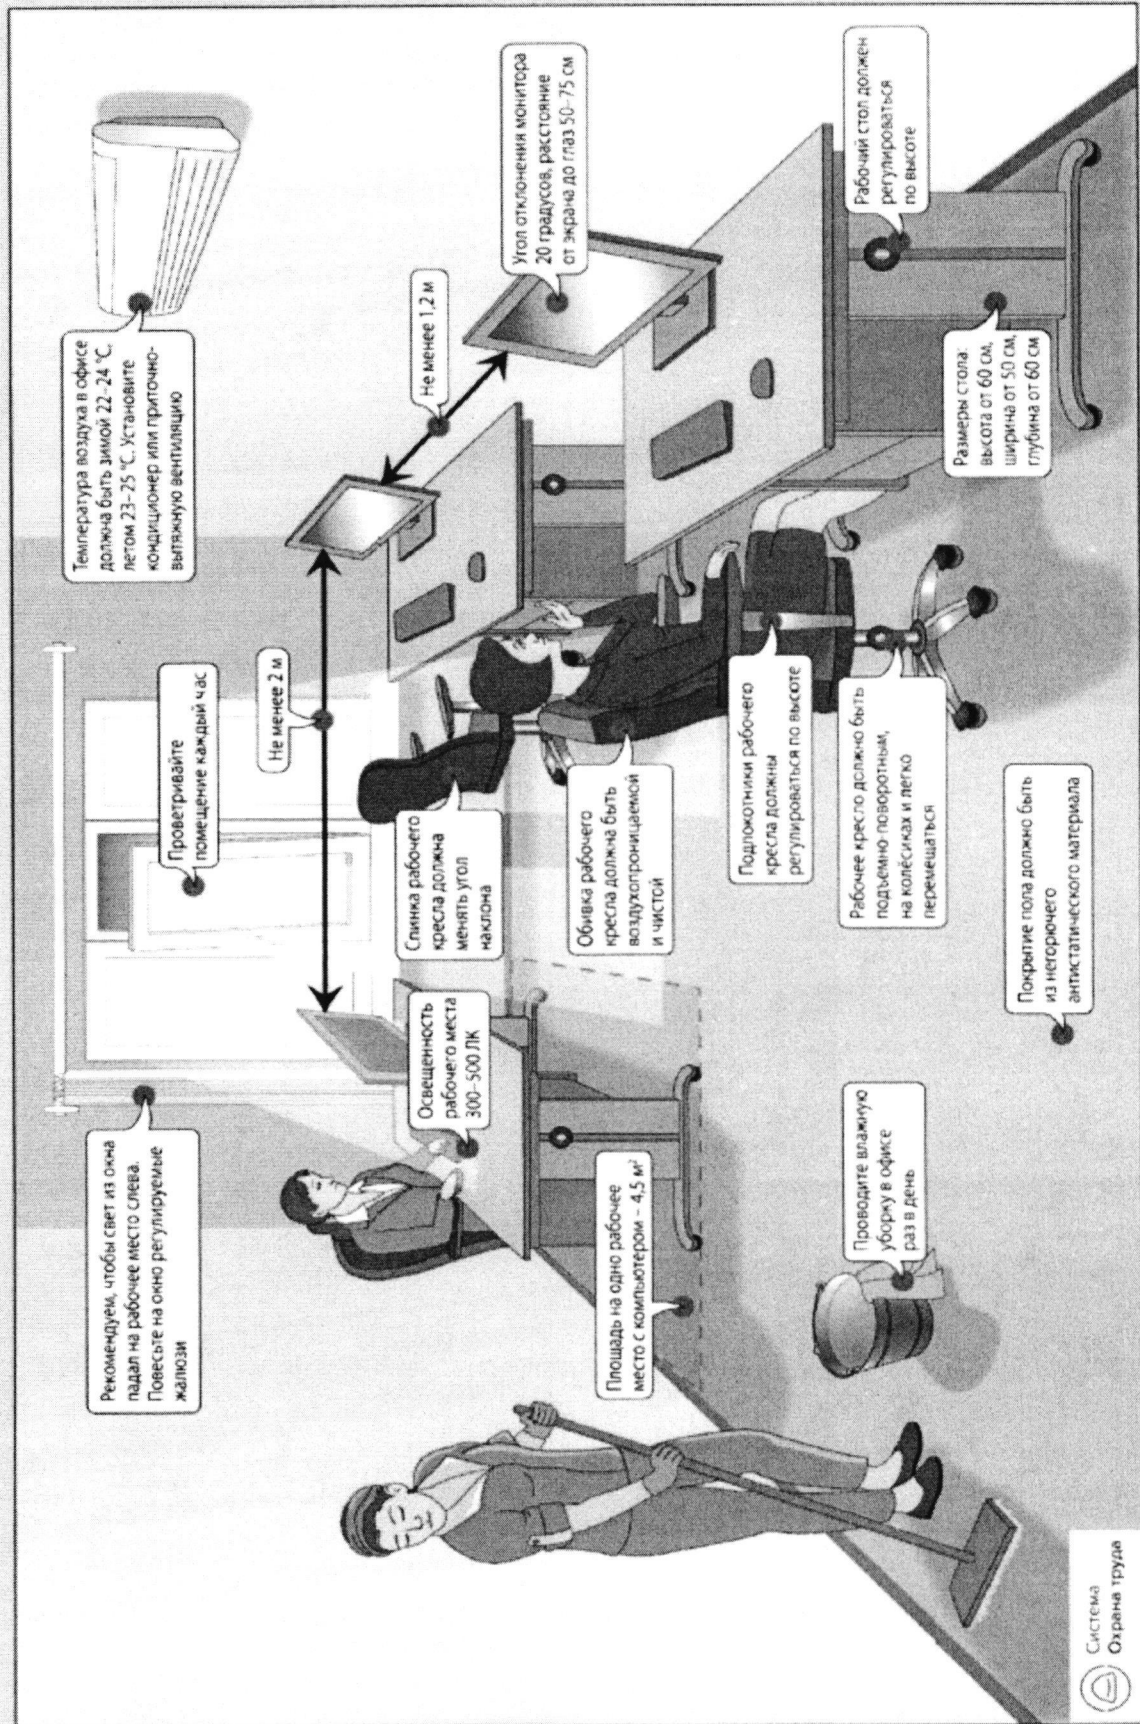 Рекомендуем, чтобы свет из окна
падал на рабочее место слева.
Повесьте на окно регулируемые
жалюзи
Проветривайте
помещение каждый час
Температура воздуха в офисе
должна быть зимой 22–24 °С,
летом 23–25 °С. Установите
кондиционер или приточно-
вытяжную вентиляцию
Не менее 2 м
Не менее 1,2 м
Угол отклонения монитора
20 градусов, расстояние
от экрана до глаз 50–75 см
Освещенность
рабочего места
300–500 ЛК
Спинка рабочего
кресла должна
менять угол
наклона
Обивка рабочего
кресла должна быть
воздухопроницаемой
и чистой
Площадь на одно рабочее
место с компьютером – 4,5 м²
Подлокотники рабочего
кресла должны
регулироваться по высоте
Рабочее кресло должно быть
подъемно-поворотным,
на колёсиках и легко
перемещаться
Рабочий стол должен
регулироваться
по высоте
Размеры стола:
высота от 60 см,
ширина от 50 см,
глубина от 60 см
Проводите влажную
уборку в офисе
раз в день
Покрытие пола должно быть
из негорючего
антистатического материала
Система
Охрана труда